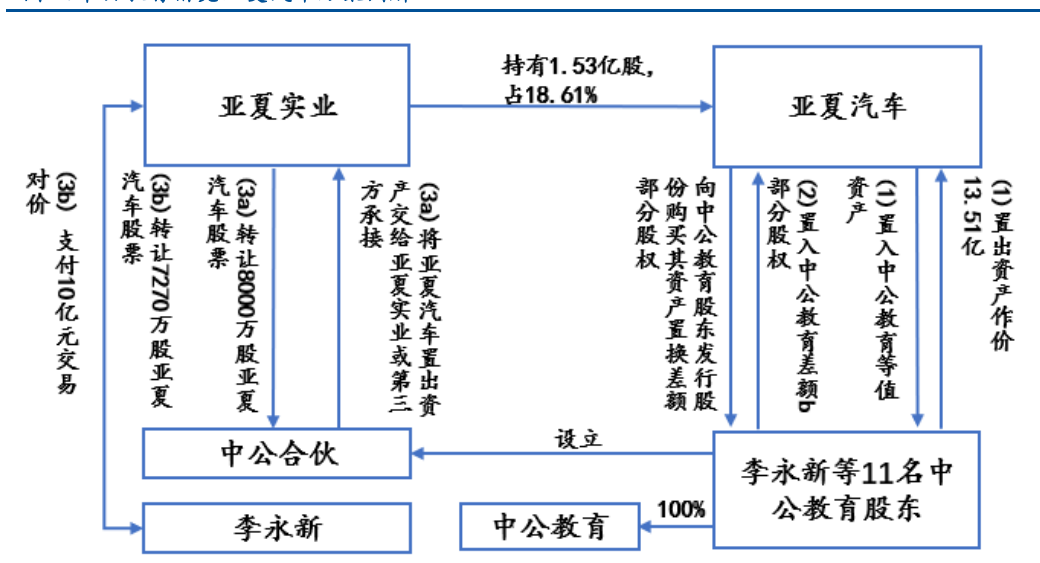 亚夏实业
持有1.53亿股，
占18.61%
亚夏汽车
(3b) 支付10亿元交易
对价
(3b)转让7270万股亚夏
汽车股票
(3a)转让8000万股亚夏
汽车股票
(3a)将亚夏汽车置出资
产交给亚夏实业或第三
方承接
向中公教育股东发行股
份购买其资产置换差额
部分股权
(2)置入中公教育差额b
部分股权
(1)置入中公教育等值
资产
(1)置出资产作价
13.51亿
中公合伙
设立
李永新等11名中
公教育股东
李永新
中公教育
100%